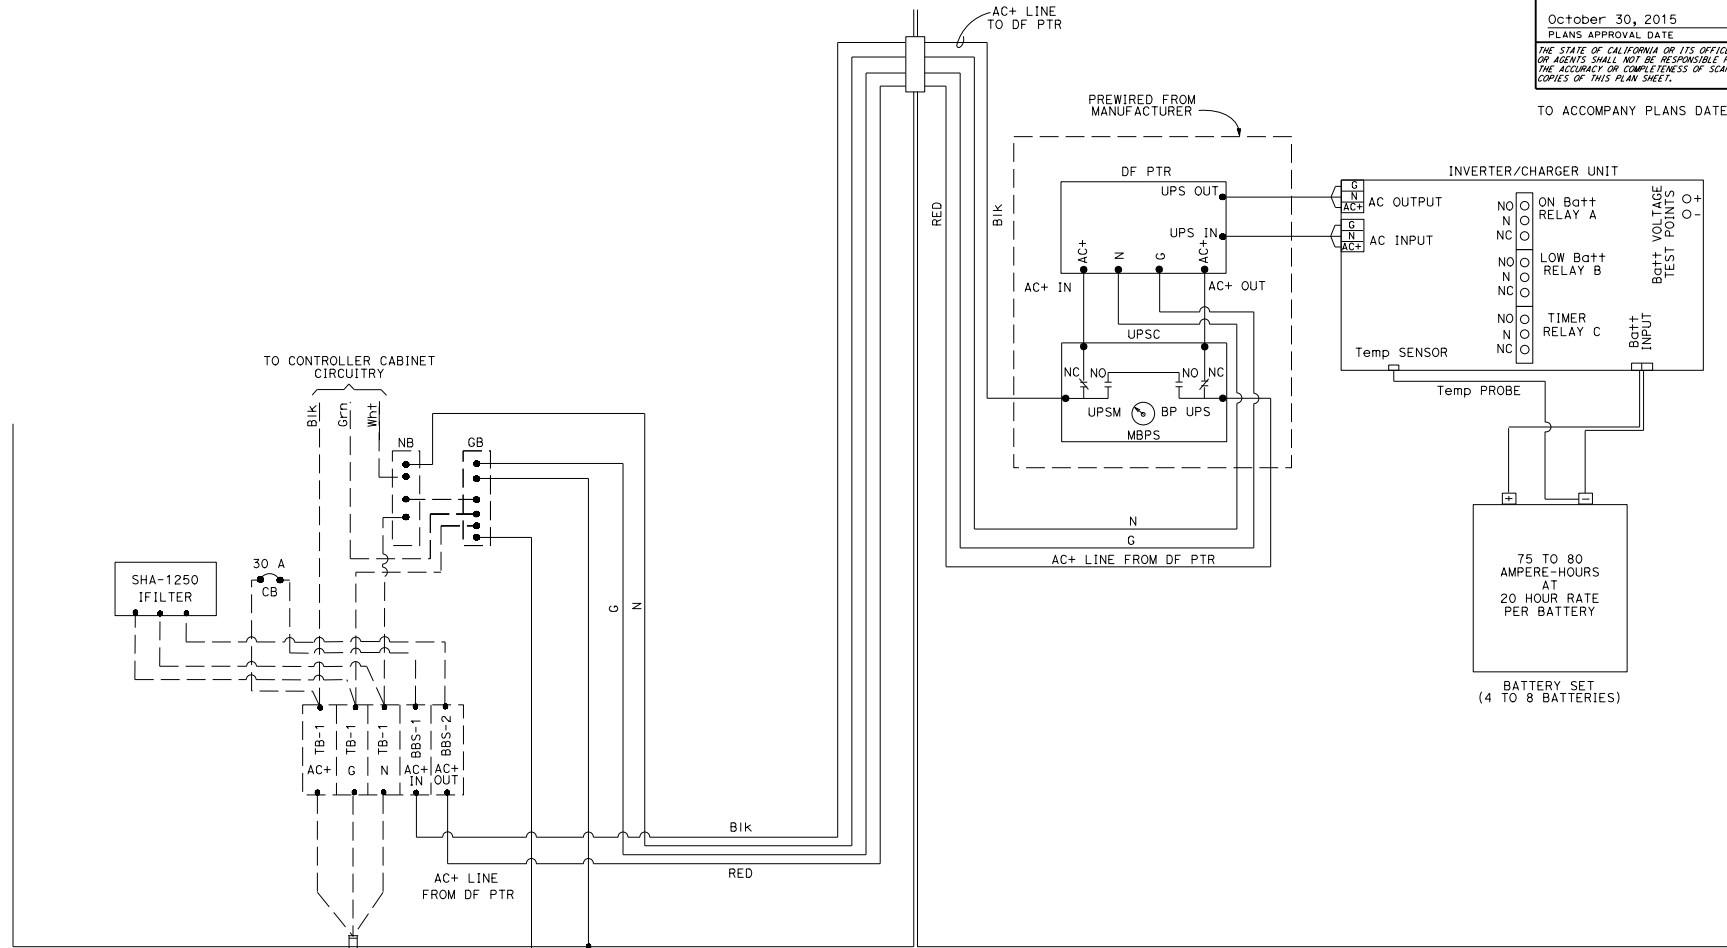 AC+ LINE
TO DF PTR
October 30, 2015
PLANS APPROVAL DATE
THE STATE OF CALIFORNIA OR ITS
OR AGENTS SHALL NOT BE RESPONSIBLE
THE ACCURACY OR COMPLETENESS OF
COPIES OF THIS PLAN SHEET.
TO ACCOMPANY PLANS
PREWIRED FROM
MANUFACTURER
DF PTR
UPS OUT
UPS IN
AC+
N
G
AC+
AC+ IN
AC+ OUT
UPSC
NC
NO
NO
NC
UPSM
BP
UPS
MBPS
RED
Blk
N
G
AC+ LINE FROM DF PTR
INVERTER/CHARGER UNIT
G
N
AC+
AC OUTPUT
G
N
AC+
AC INPUT
NO
N
NC
ON Batt
RELAY A
NO
N
NC
LOW Batt
RELAY B
NO
N
NC
TIMER
RELAY C
Batt VOLTAGE
TEST POINTS
+
-
Batt
INPUT
Temp SENSOR
Temp PROBE
+
-
75 TO 80
AMPERE-HOURS
AT
20 HOUR RATE
PER BATTERY
BATTERY SET
(4 TO 8 BATTERIES)
TO CONTROLLER CABINET
CIRCUITRY
Blk
Grn
Wht
NB
GB
SHA-1250
IFILTER
30 A
CB
G
N
TB-1
AC+
TB-1
G
TB-1
N
BBS-1
AC+
IN
BBS-2
AC+
OUT
Blk
RED
AC+ LINE
FROM DF PTR